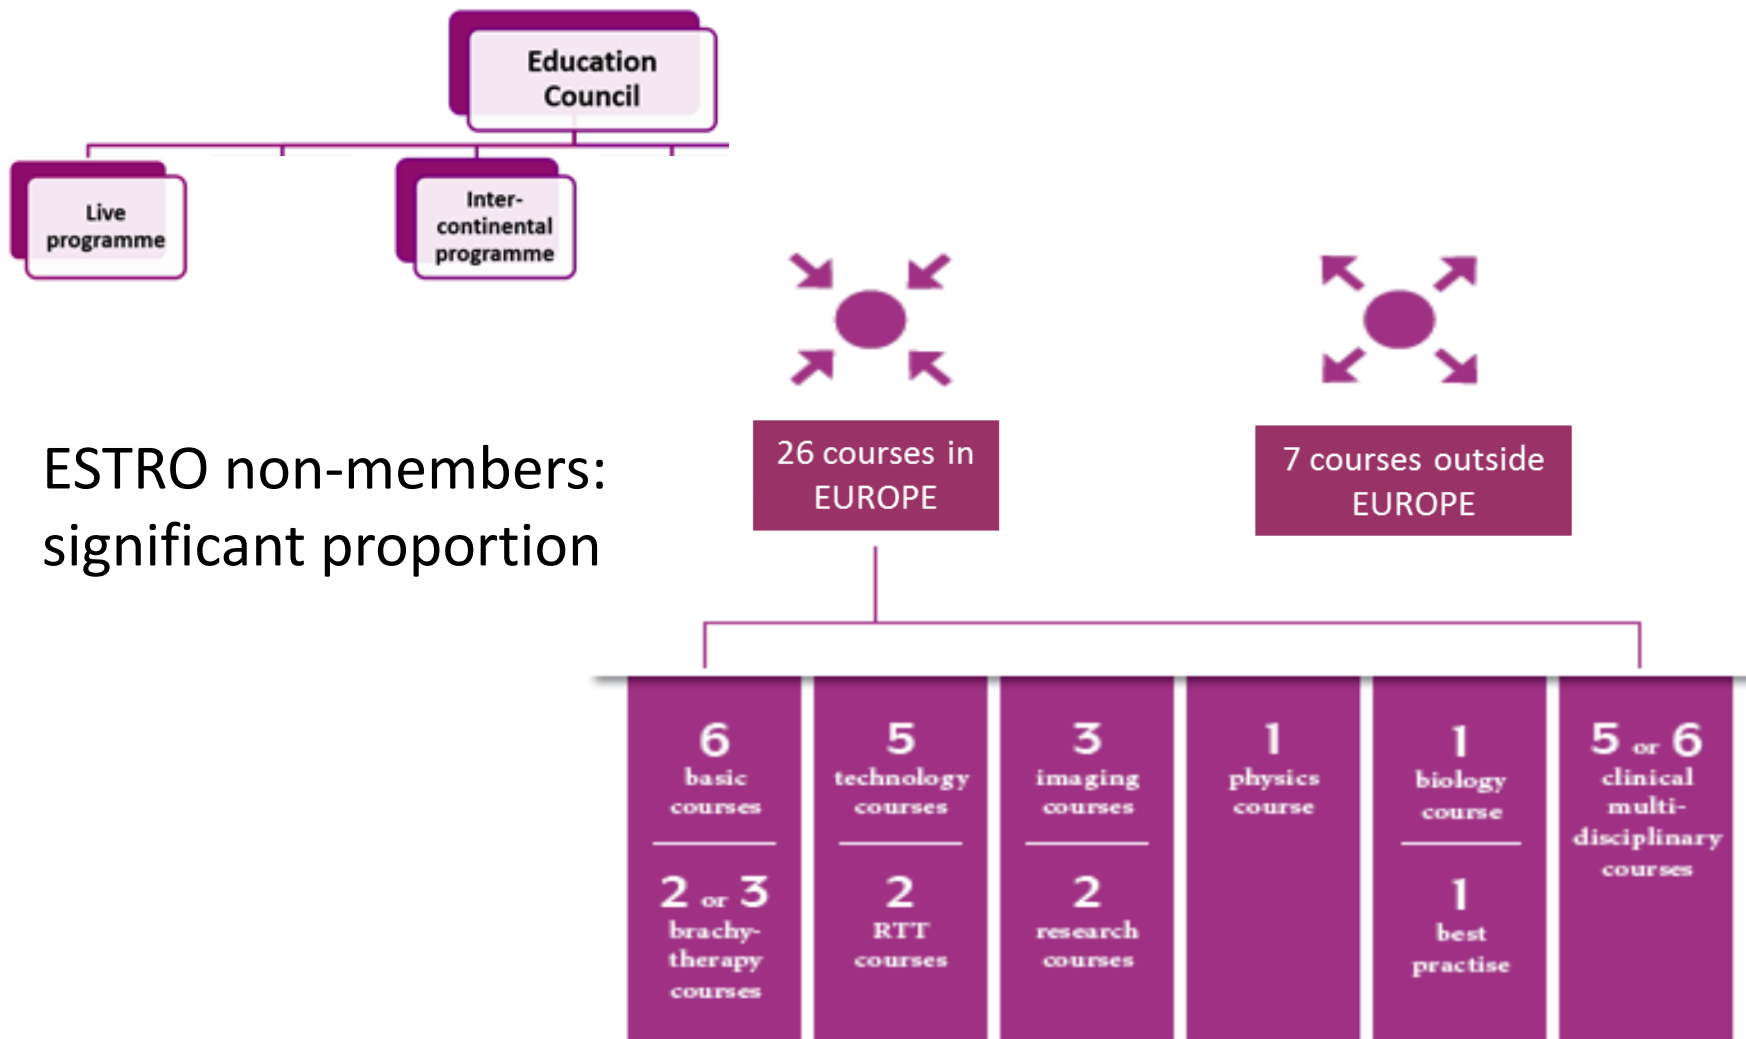 Education
Council
Live
programme
Inter-
continental
programme
ESTRO non-members:
significant proportion
26 courses in
EUROPE
7 courses outside
EUROPE
6
basic
courses
2 or 3
brachy-
therapy
courses
5
technology
courses
2
RTT
courses
3
imaging
courses
2
research
courses
1
physics
course
1
biology
course
1
best
practise
5 or 6
clinical
multi-
disciplinary
courses